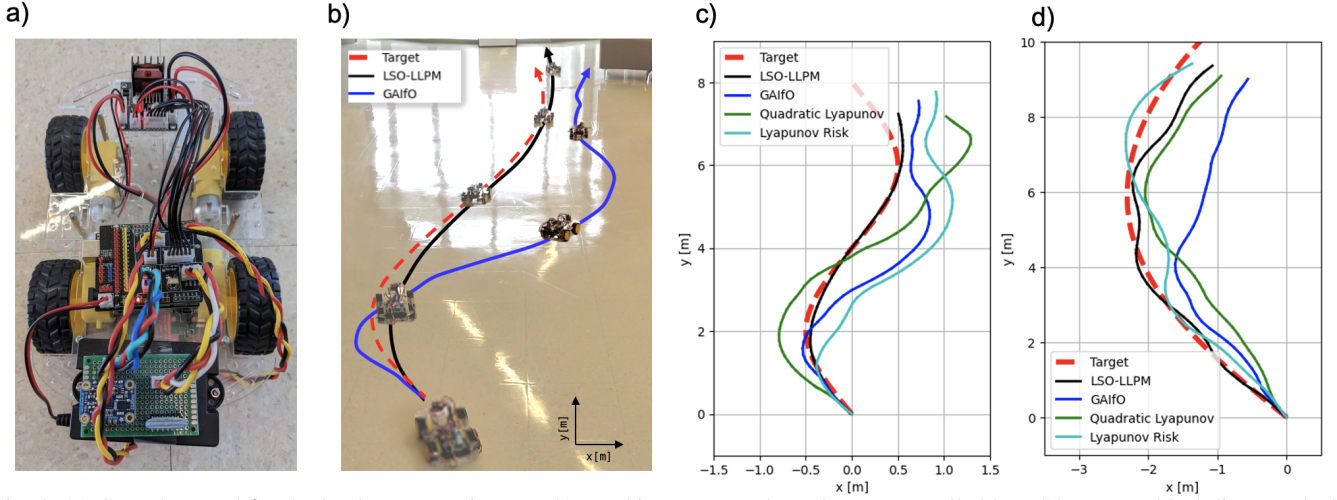 a)
b)
Target
LSO-LLPM
GAIfO
y[m]
x[m]
c)
Target
LSO-LLPM
GAIfO
Quadratic Lyapunov
Lyapunov Risk
8
6
4
2
0
y [m]
−1.5 −1.0 −0.5 0.0 0.5 1.0 1.5
x [m]
d)
10
8
6
4
2
0
y [m]
Target
LSO-LLPM
GAIfO
Quadratic Lyapunov
Lyapunov Risk
−3 −2 −1 0
x [m]